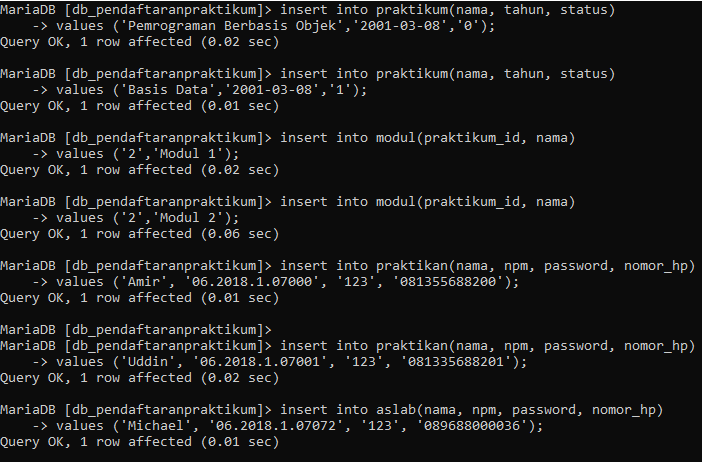 MariaDB [db_pendaftaranpraktikum]> insert into praktikum(nama, tahun, status)
    -> values ('Pemrograman Berbasis Objek','2001-03-08','0');
Query OK, 1 row affected (0.02 sec)

MariaDB [db_pendaftaranpraktikum]> insert into praktikum(nama, tahun, status)
    -> values ('Basis Data','2001-03-08','1');
Query OK, 1 row affected (0.01 sec)

MariaDB [db_pendaftaranpraktikum]> insert into modul(praktikum_id, nama)
    -> values ('2','Modul 1');
Query OK, 1 row affected (0.02 sec)

MariaDB [db_pendaftaranpraktikum]> insert into modul(praktikum_id, nama)
    -> values ('2','Modul 2');
Query OK, 1 row affected (0.06 sec)

MariaDB [db_pendaftaranpraktikum]> insert into praktikan(nama, npm, password, nomor_hp)
    -> values ('Amir', '06.2018.1.07000', '123', '081355688200');
Query OK, 1 row affected (0.01 sec)

MariaDB [db_pendaftaranpraktikum]>
MariaDB [db_pendaftaranpraktikum]> insert into praktikan(nama, npm, password, nomor_hp)
    -> values ('Uddin', '06.2018.1.07001', '123', '081335688201');
Query OK, 1 row affected (0.02 sec)

MariaDB [db_pendaftaranpraktikum]> insert into aslab(nama, npm, password, nomor_hp)
    -> values ('Michael', '06.2018.1.07072', '123', '089688000036');
Query OK, 1 row affected (0.01 sec)